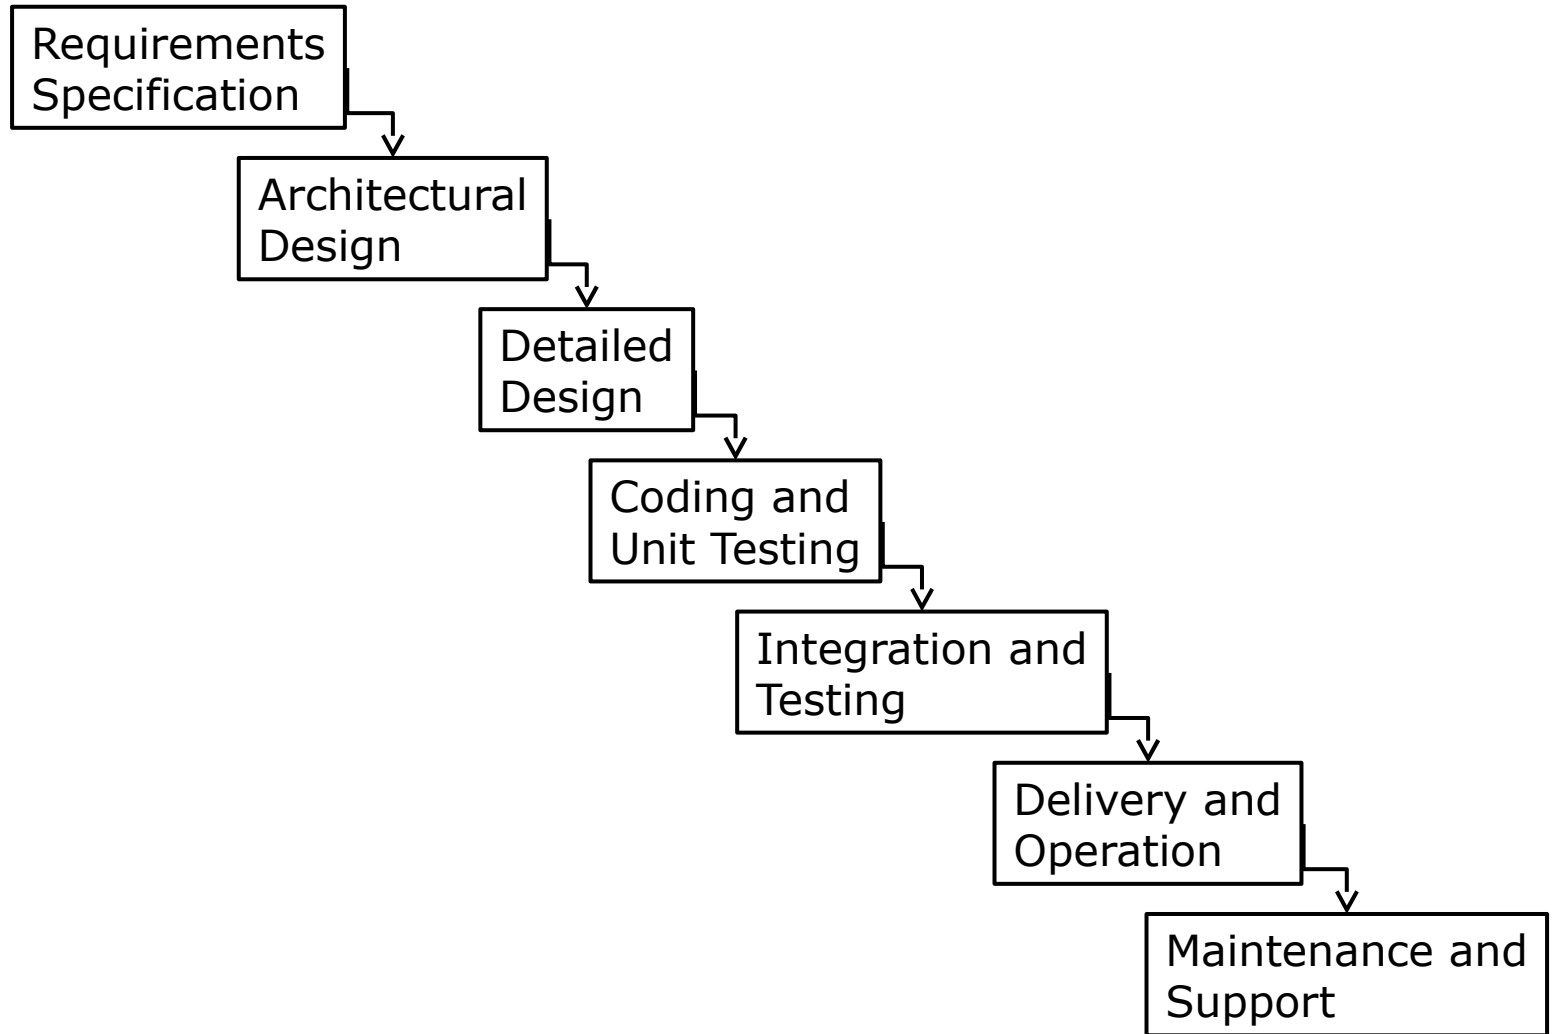 Requirements
Specification
Architectural
Design
Detailed
Design
Coding and
Unit Testing
Integration and
Testing
Delivery and
Operation
Maintenance and
Support